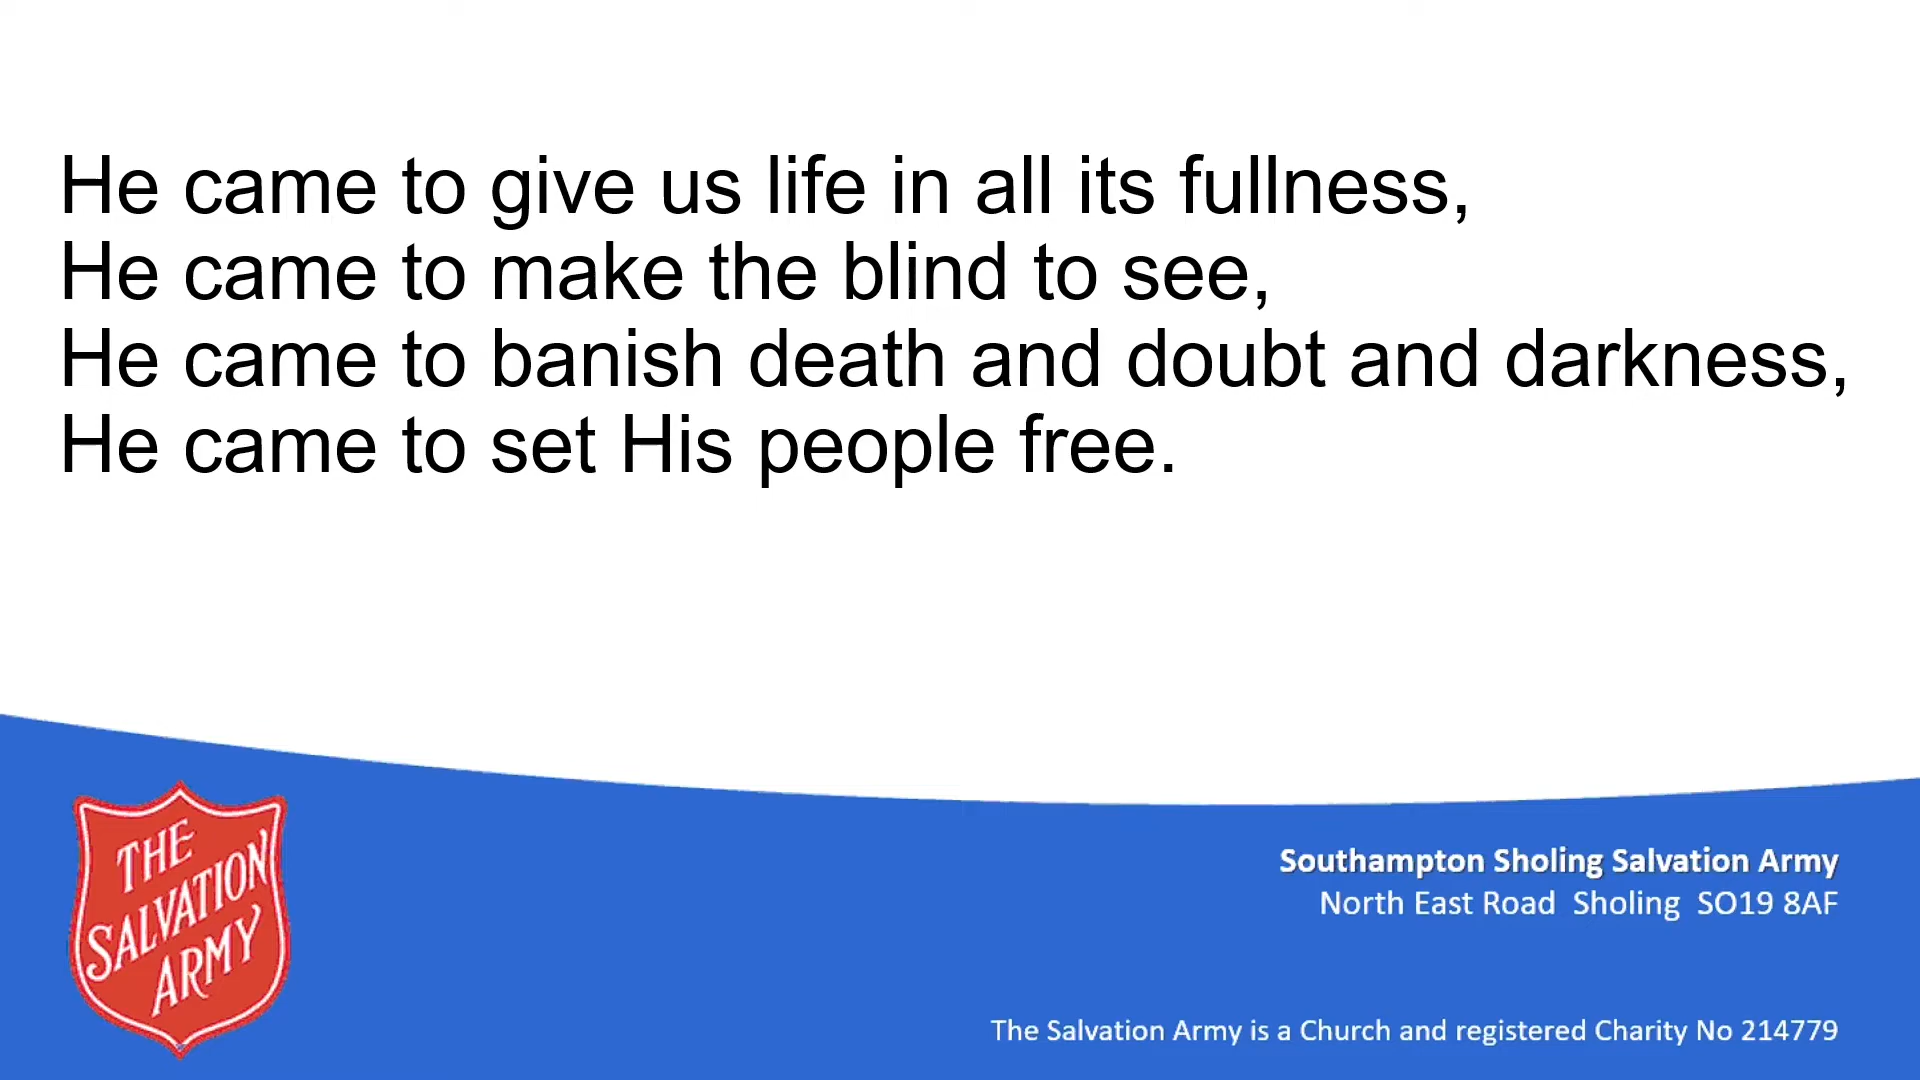 He came to give us life in all its fullness,
He came to make the blind to see,
He came to banish death and doubt and darkness,
He came to set His people free.
THE
SALVATION
ARMY
Southampton Sholing Salvation Army
North East Road  Sholing  SO19 8AF
The Salvation Army is a Church and registered Charity No 214779